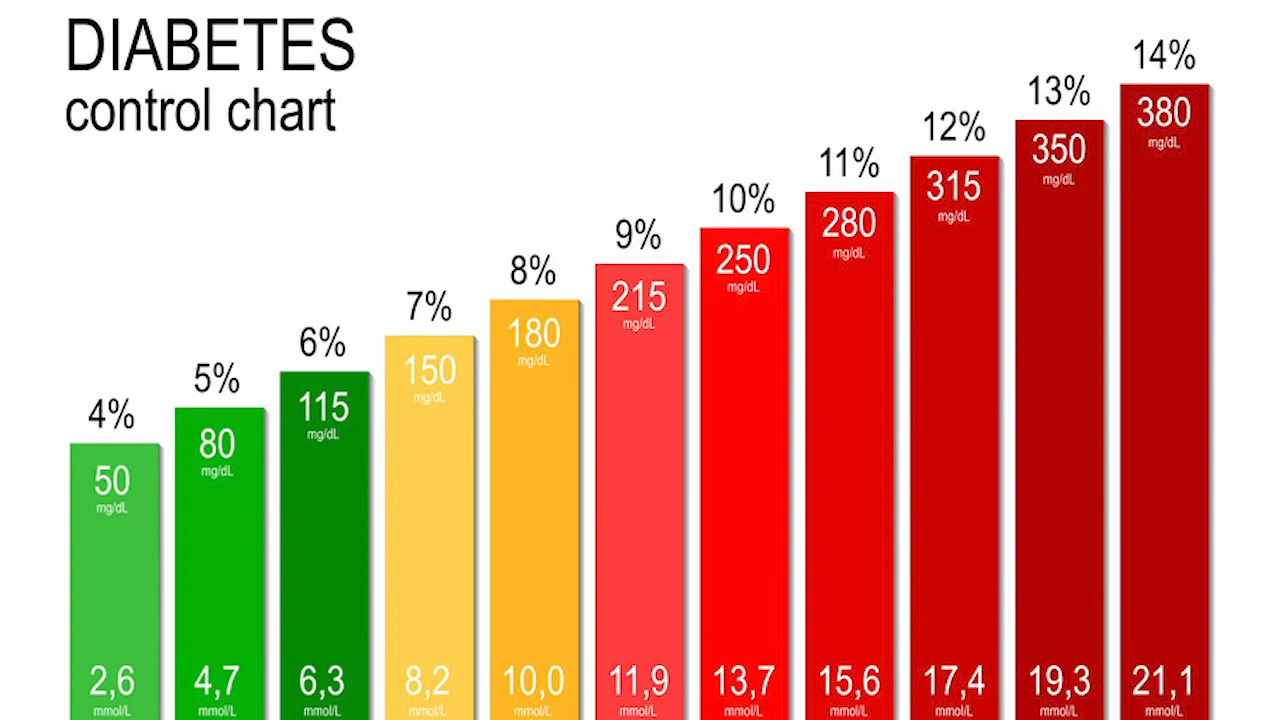 DIABETES
control chart
4%
50
mg/dL
2,6
mmol/L
5%
80
mg/dL
4,7
mmol/L
6%
115
mg/dL
6,3
mmol/L
7%
150
mg/dL
8,2
mmol/L
8%
180
mg/dL
10,0
mmol/L
9%
215
mg/dL
11,9
mmol/L
10%
250
mg/dL
13,7
mmol/L
11%
280
mg/dL
15,6
mmol/L
12%
315
mg/dL
17,4
mmol/L
13%
350
mg/dL
19,3
mmol/L
14%
380
mg/dL
21,1
mmol/L